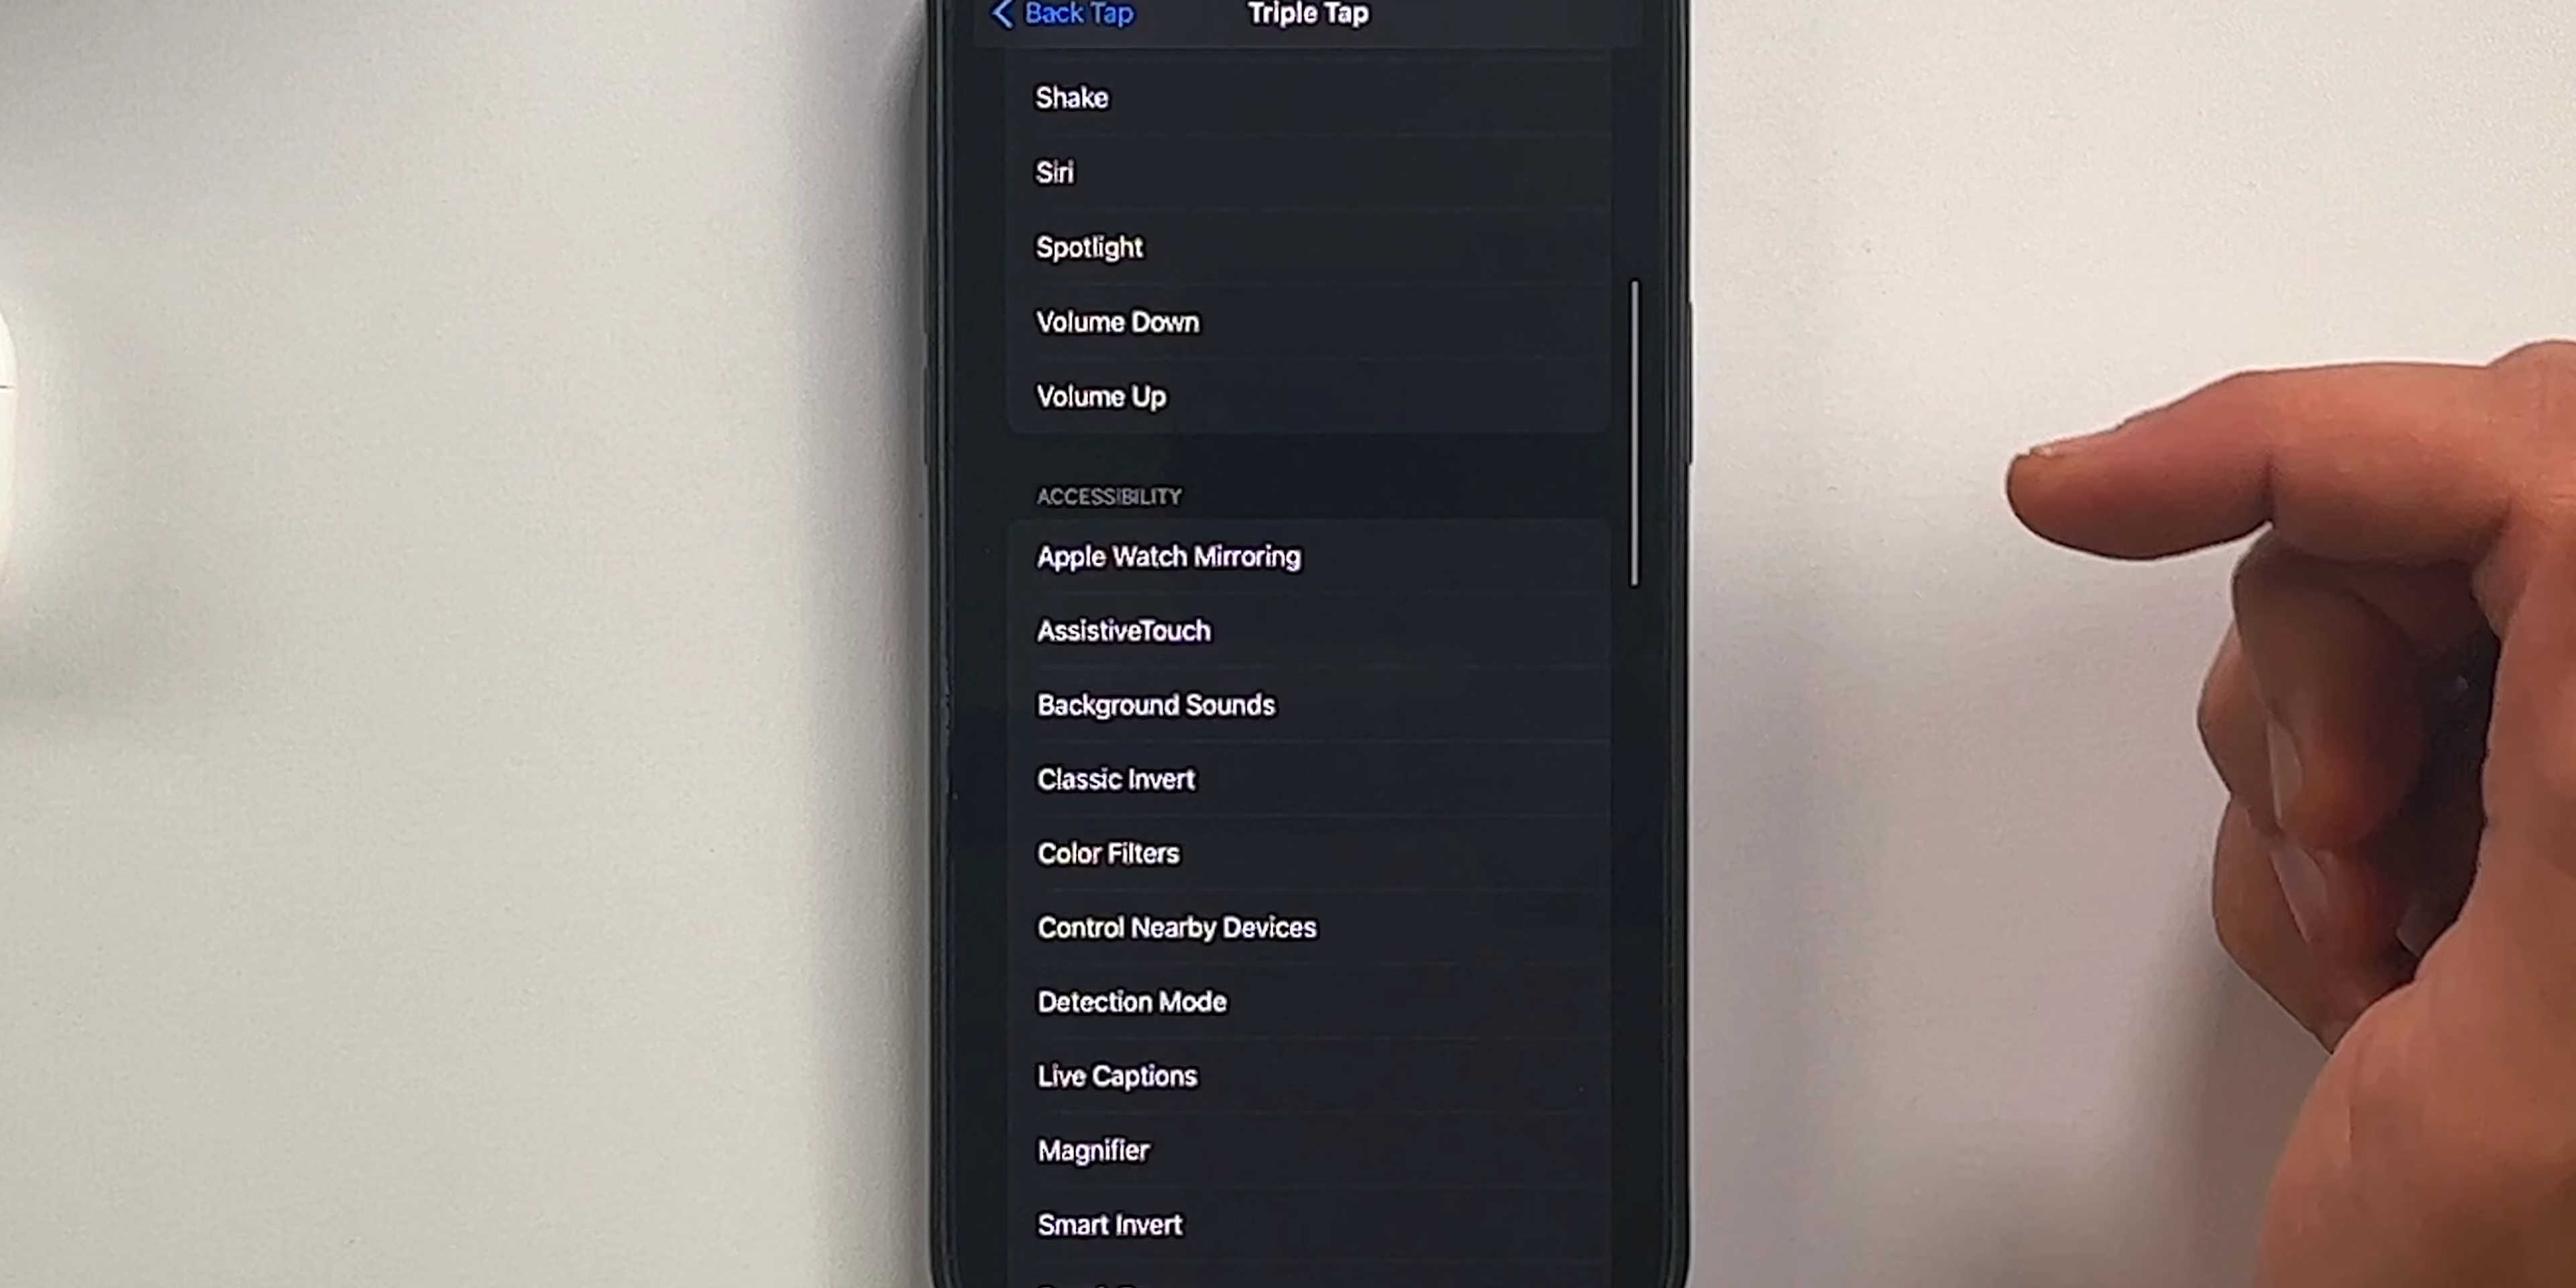 Back Tap
Triple Tap
Shake
Siri
Spotlight
Volume Down
Volume Up
ACCESSIBILITY
Apple Watch Mirroring
AssistiveTouch
Background Sounds
Classic Invert
Color Filters
Control Nearby Devices
Detection Mode
Live Captions
Magnifier
Smart Invert